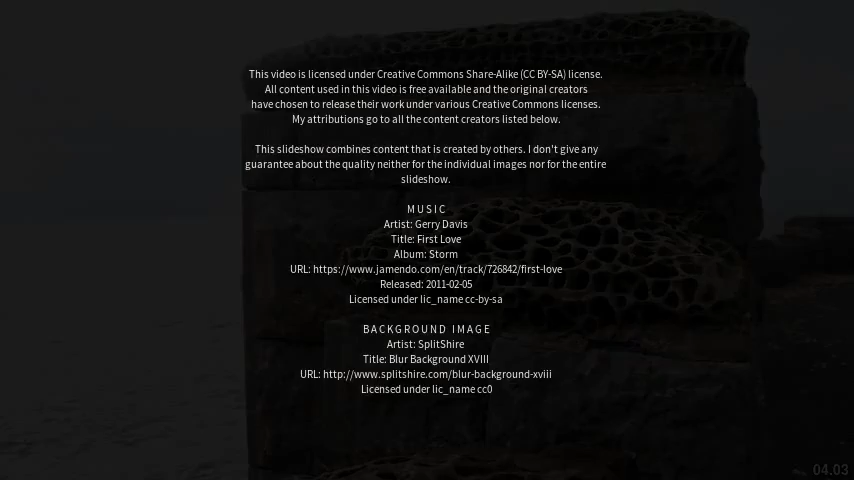 This video is licensed under Creative Commons Share-Alike (CC BY-SA) license.
All content used in this video is free available and the original creators
have chosen to release their work under various Creative Commons licenses.
My attributions go to all the content creators listed below.
This slideshow combines content that is created by others. I don't give any
guarantee about the quality neither for the individual images nor for the entire
slideshow.
MUSIC
Artist: Gerry Davis
Title: First Love
Album: Storm
URL: https://www.jamendo.com/en/track/726842/first-love
Released: 2011-02-05
Licensed under lic_name cc-by-sa
BACKGROUND IMAGE
Artist: SplitShire
Title: Blur Background XVIII
URL: http://www.splitshire.com/blur-background-xviii
Licensed under lic_name cc0
04.03